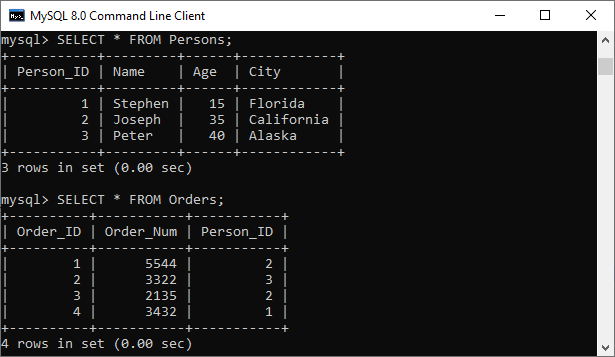 MySQL 8.0 Command Line Client
mysql> SELECT * FROM Persons;
+-----------+---------+------+------------+
| Person_ID | Name    | Age  | City       |
+-----------+---------+------+------------+
|         1 | Stephen |   15 | Florida    |
|         2 | Joseph  |   35 | California |
|         3 | Peter   |   40 | Alaska     |
+-----------+---------+------+------------+
3 rows in set (0.00 sec)
mysql> SELECT * FROM Orders;
+----------+-----------+-----------+
| Order_ID | Order_Num | Person_ID |
+----------+-----------+-----------+
|        1 |      5544 |         2 |
|        2 |      3322 |         3 |
|        3 |      2135 |         2 |
|        4 |      3432 |         1 |
+----------+-----------+-----------+
4 rows in set (0.00 sec)